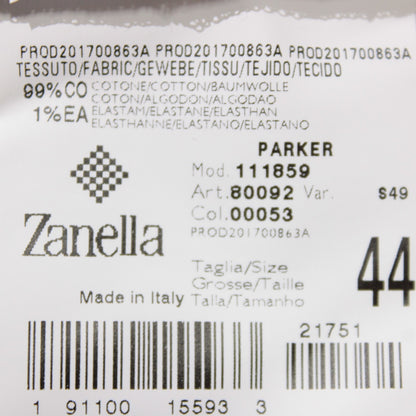 PROD201700863A PROD201700863A PROD201700863A
TESSUTO/FABRIC/GEWEBE/TISSU/TEJIDO/TECIDO
99%CO COTONE/COTTON/BAUMWOLLE
COTON/ALGODON/ALGODAO
1%EA ELASTAM/ELASTANE/ELASTHAN
ELASTHANNE/ELASTANO/ELASTANO
PARKER
Mod. 111859
Art. 80092 Var. $49
Col. 00053
PROD201700863A
Zanella
Taglia/Size
Grosse/Taille
Talla/Tamanho
44
Made in Italy
21751
1 91100 15593 3